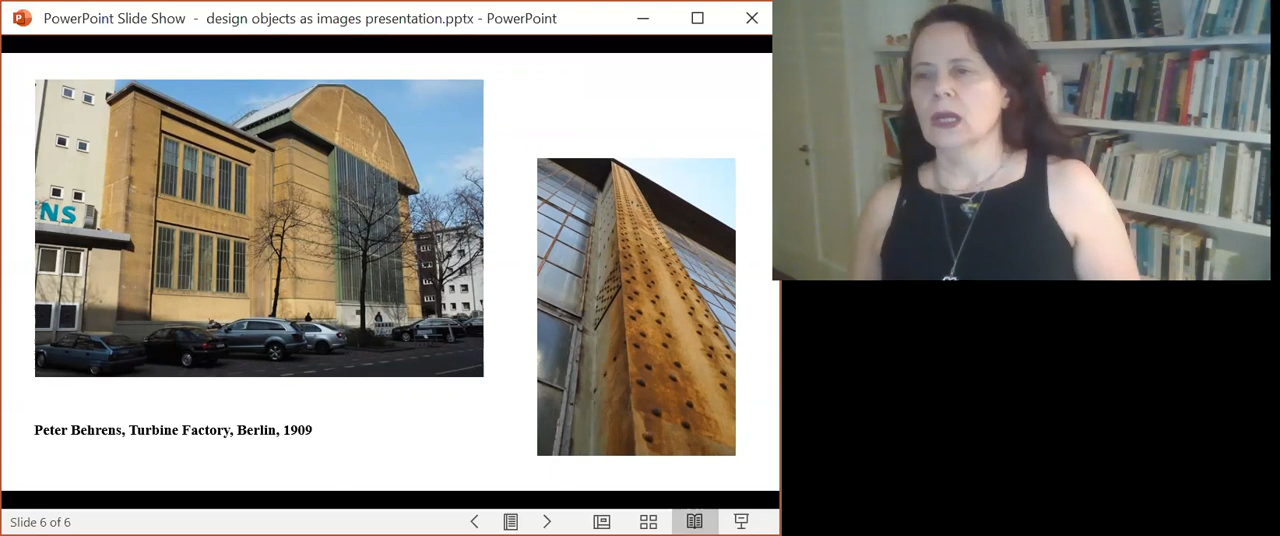 PowerPoint Slide Show - design objects as images presentation.pptx - PowerPoint
NS
Peter Behrens, Turbine Factory, Berlin, 1909
Slide 6 of 6